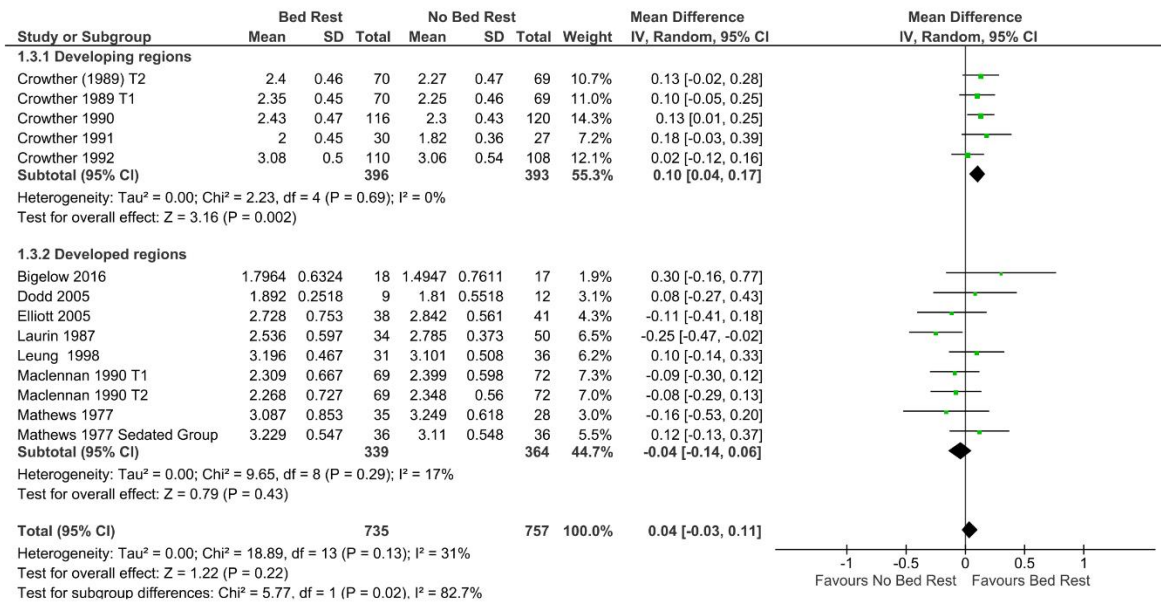 Bed Rest No Bed Rest Mean Difference Mean Difference
Study or Subgroup Mean SD Total Mean SD Total Weight IV, Random, 95% CI IV, Random, 95% CI
1.3.1 Developing regions
Crowther (1989) T2 2.4 0.46 70 2.27 0.47 69 10.7% 0.13 [-0.02, 0.28]
Crowther 1989 T1 2.35 0.45 70 2.25 0.46 69 11.0% 0.10 [-0.05, 0.25]
Crowther 1990 2.43 0.47 116 2.3 0.43 120 14.3% 0.13 [0.01, 0.25]
Crowther 1991 2 0.45 30 1.82 0.36 27 7.2% 0.18 [-0.03, 0.39]
Crowther 1992 3.08 0.5 110 3.06 0.54 108 12.1% 0.02 [-0.12, 0.16]
Subtotal (95% CI) 396 393 55.3% 0.10 [0.04, 0.17]
Heterogeneity: Tau² = 0.00; Chi² = 2.23, df = 4 (P = 0.69); I² = 0%
Test for overall effect: Z = 3.16 (P = 0.002)
1.3.2 Developed regions
Bigelow 2016 1.7964 0.6324 18 1.4947 0.7611 17 1.9% 0.30 [-0.16, 0.77]
Dodd 2005 1.892 0.2518 9 1.81 0.5518 12 3.1% 0.08 [-0.27, 0.43]
Elliott 2005 2.728 0.753 38 2.842 0.561 41 4.3% -0.11 [-0.41, 0.18]
Laurin 1987 2.536 0.597 34 2.785 0.373 50 6.5% -0.25 [-0.47, -0.02]
Leung 1998 3.196 0.467 31 3.101 0.508 36 6.2% 0.10 [-0.14, 0.33]
Maclennan 1990 T1 2.309 0.667 69 2.399 0.598 72 7.3% -0.09 [-0.30, 0.12]
Maclennan 1990 T2 2.268 0.727 69 2.348 0.56 72 7.0% -0.08 [-0.29, 0.13]
Mathews 1977 3.087 0.853 35 3.249 0.618 28 3.0% -0.16 [-0.53, 0.20]
Mathews 1977 Sedated Group 3.229 0.547 36 3.11 0.548 36 5.5% 0.12 [-0.13, 0.37]
Subtotal (95% CI) 339 364 44.7% -0.04 [-0.14, 0.06]
Heterogeneity: Tau² = 0.00; Chi² = 9.65, df = 8 (P = 0.29); I² = 17%
Test for overall effect: Z = 0.79 (P = 0.43)
Total (95% CI) 735 757 100.0% 0.04 [-0.03, 0.11]
Heterogeneity: Tau² = 0.00; Chi² = 18.89, df = 13 (P = 0.13); I² = 31%
Test for overall effect: Z = 1.22 (P = 0.22)
Test for subgroup differences: Chi² = 5.77, df = 1 (P = 0.02), I² = 82.7%
-1 -0.5 0 0.5 1
Favours No Bed Rest Favours Bed Rest